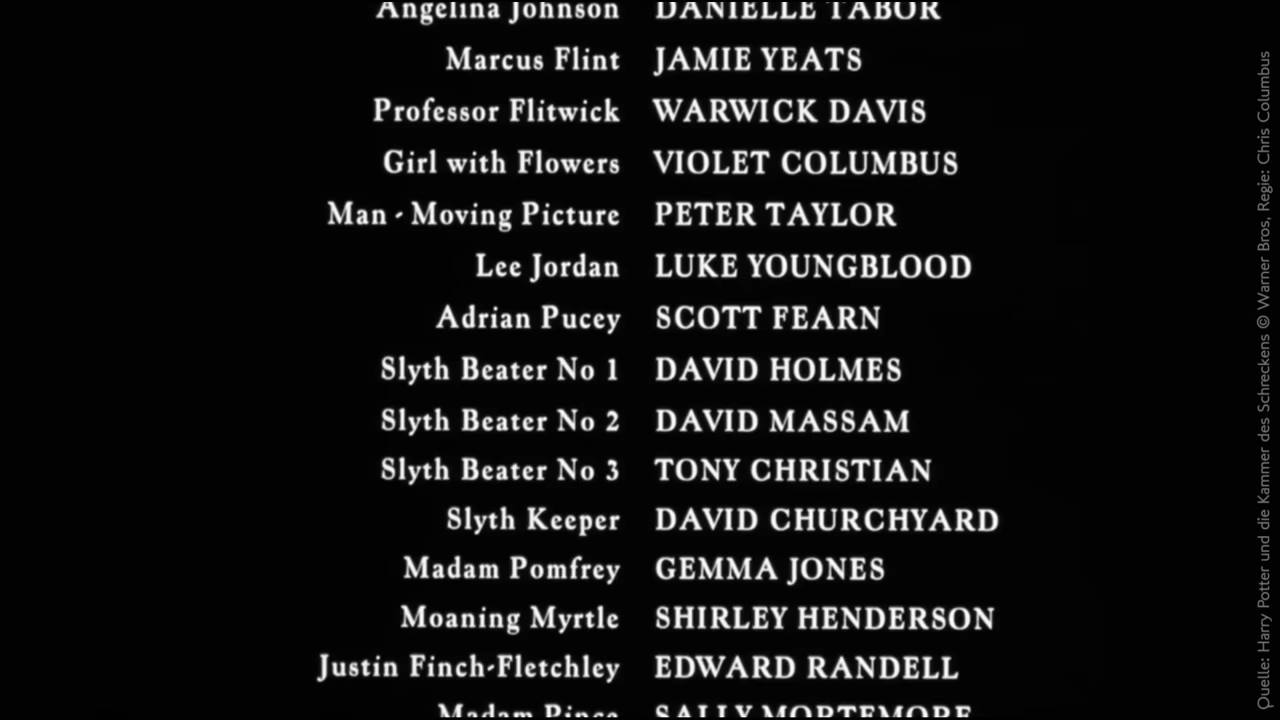 Angelina Johnson DANIELLE TABOR
Marcus Flint JAMIE YEATS
Professor Flitwick WARWICK DAVIS
Girl with Flowers VIOLET COLUMBUS
Man - Moving Picture PETER TAYLOR
Lee Jordan LUKE YOUNGBLOOD
Adrian Pucey SCOTT FEARN
Slyth Beater No 1 DAVID HOLMES
Slyth Beater No 2 DAVID MASSAM
Slyth Beater No 3 TONY CHRISTIAN
Slyth Keeper DAVID CHURCHYARD
Madam Pomfrey GEMMA JONES
Moaning Myrtle SHIRLEY HENDERSON
Justin Finch-Fletchley EDWARD RANDELL
Madam Pince SALLY MORTEMORE
Quelle: Harry Potter und die Kammer des Schreckens © Warner Bros, Regie: Chris Columbus